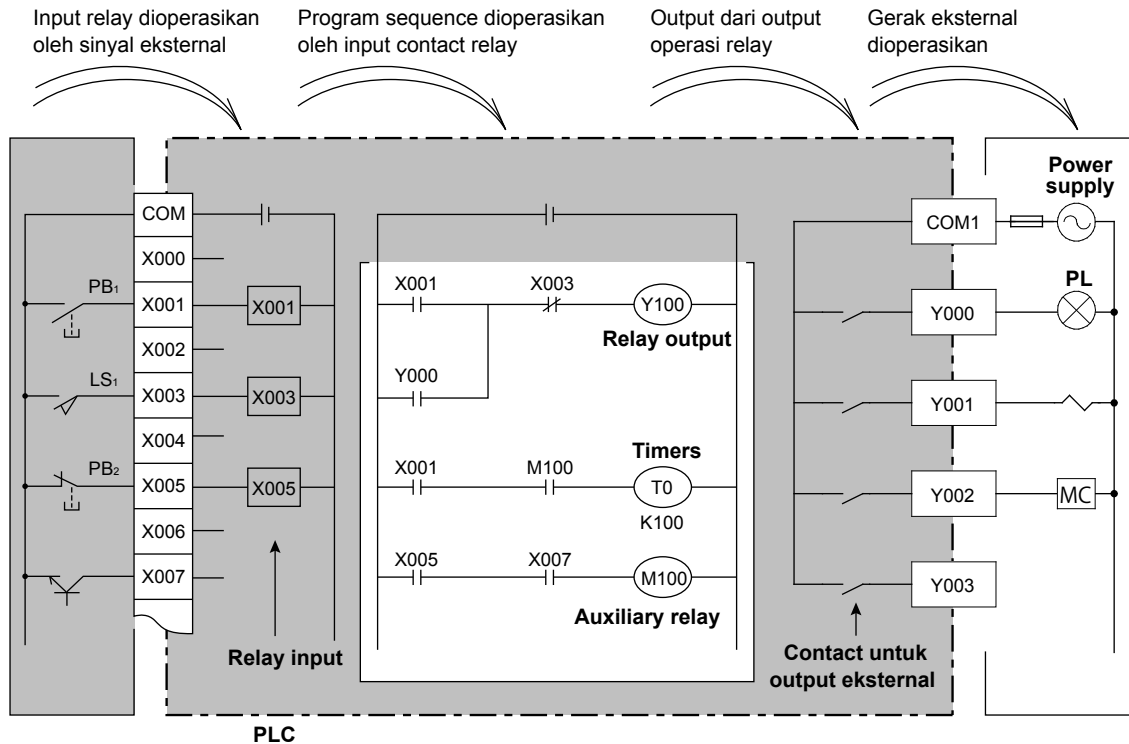 Input relay dioperasikan
oleh sinyal eksternal
Program sequence dioperasikan
oleh input contact relay
Output dari output
operasi relay
Gerak eksternal
dioperasikan
COM
X000
PB1
X001
X001
X002
LS1
X003
X003
X004
PB2
X005
X005
X006
X007
Relay input
X001
X003
Y100
Relay output
Y000
Timers
X001
M100
T0
K100
X005
X007
M100
Auxiliary relay
Power
supply
COM1
PL
Y000
Y001
Y002
MC
Y003
Contact untuk
output eksternal
PLC